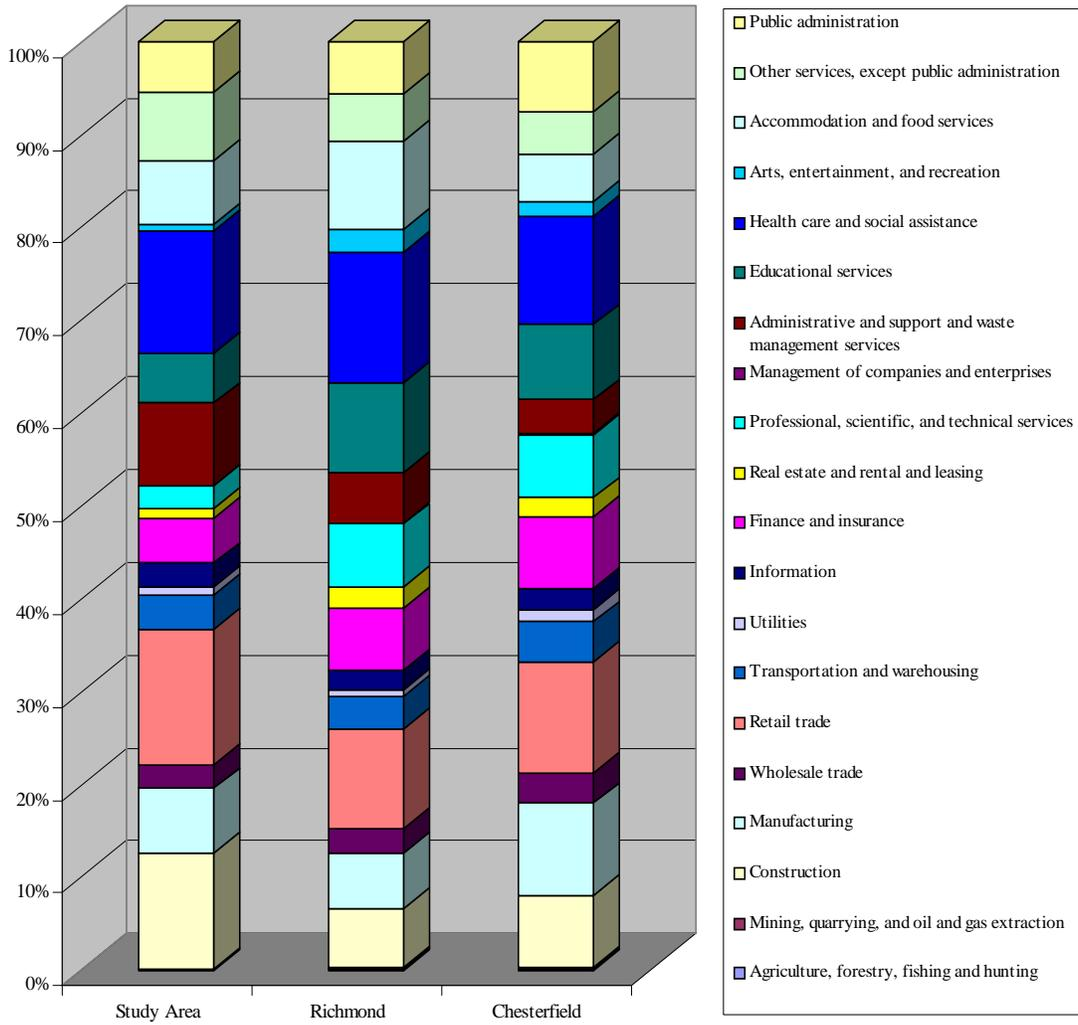 100%
90%
80%
70%
60%
50%
40%
30%
20%
10%
0%
Study Area
Richmond
Chesterfield
Public administration
Other services, except public administration
Accommodation and food services
Arts, entertainment, and recreation
Health care and social assistance
Educational services
Administrative and support and waste
management services
Management of companies and enterprises
Professional, scientific, and technical services
Real estate and rental and leasing
Finance and insurance
Information
Utilities
Transportation and warehousing
Retail trade
Wholesale trade
Manufacturing
Construction
Mining, quarrying, and oil and gas extraction
Agriculture, forestry, fishing and hunting